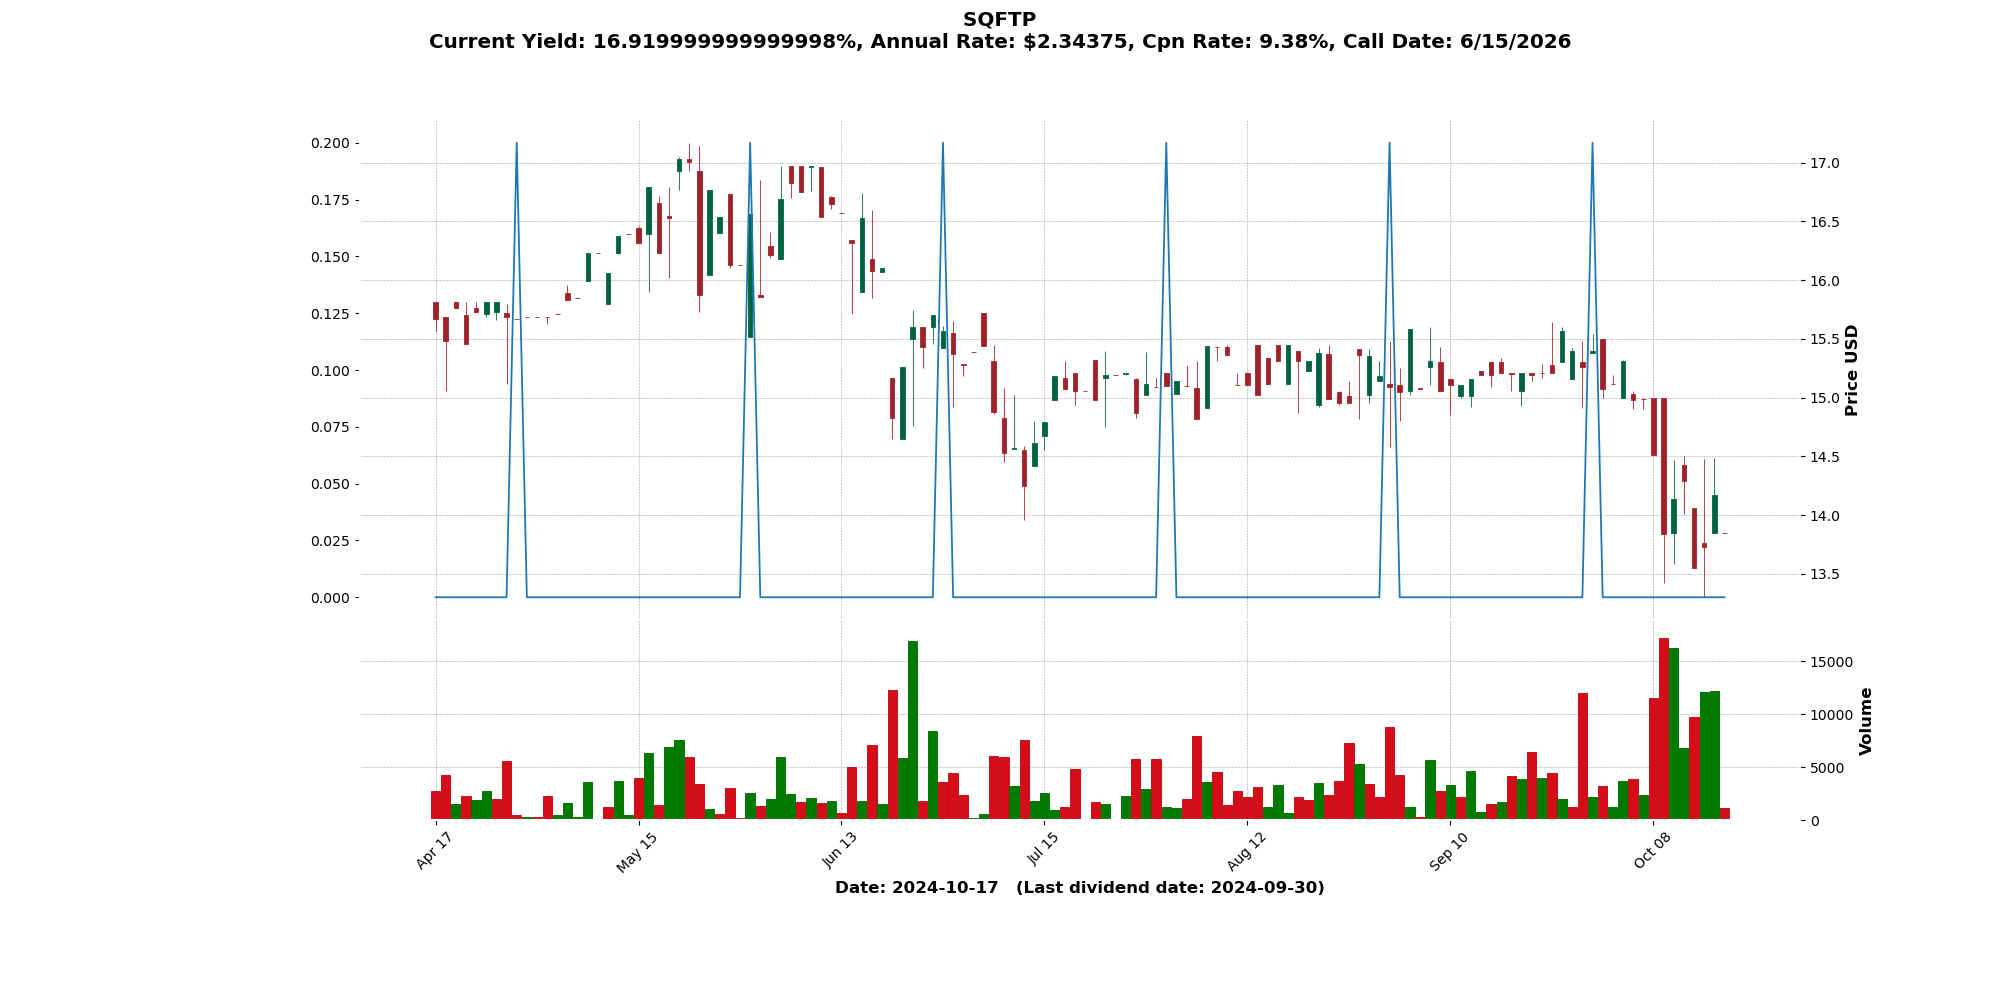 SQFTP
Current Yield: 16.919999999999998%, Annual Rate: $2.34375, Cpn Rate: 9.38%, Call Date: 6/15/2026
0.200
0.175
0.150
0.125
0.100
0.075
0.050
0.025
0.000
17.0
16.5
16.0
15.5
15.0
14.5
14.0
13.5
Price USD
15000
10000
5000
0
Volume
Apr 17
May 15
Jun 13
Jul 15
Aug 12
Sep 10
Oct 08
Date: 2024-10-17 (Last dividend date: 2024-09-30)